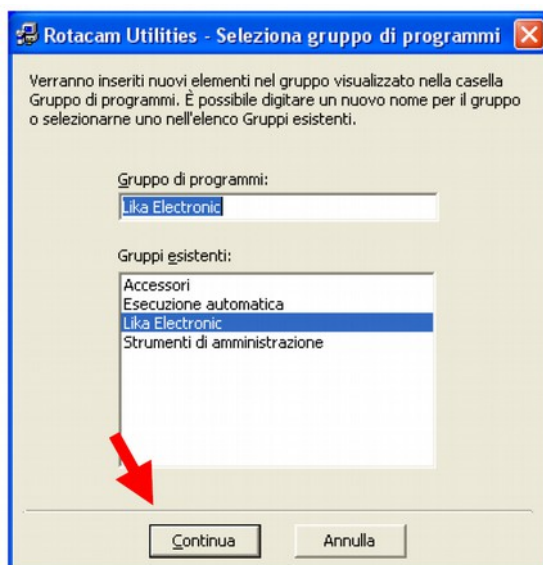 Rotacam Utilities - Seleziona gruppo di programmi
Verranno inseriti nuovi elementi nel gruppo visualizzato nella casella
Gruppo di programmi. È possibile digitare un nuovo nome per il gruppo
o selezionarne uno nell'elenco Gruppi esistenti.
Gruppo di programmi:
Lika Electronic
Gruppi esistenti:
Accessori
Esecuzione automatica
Lika Electronic
Strumenti di amministrazione
Continua Annulla